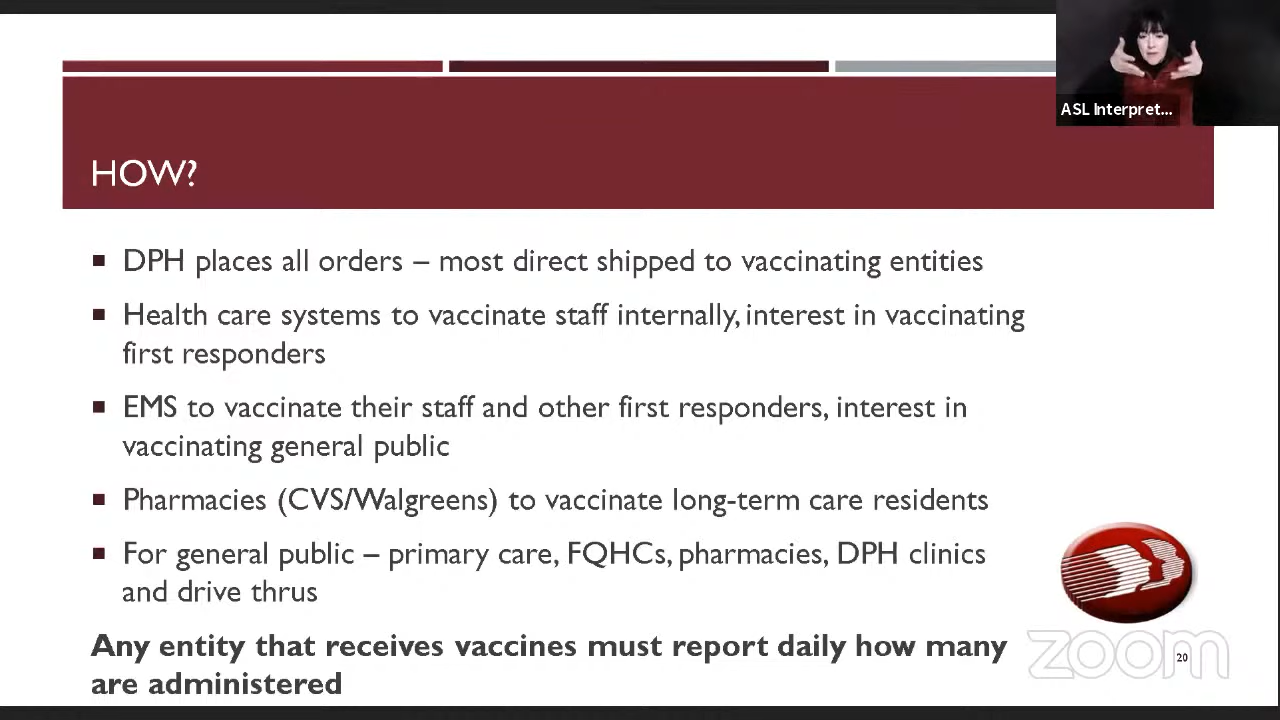 ASL Interpret...
HOW?
DPH places all orders – most direct shipped to vaccinating entities
Health care systems to vaccinate staff internally, interest in vaccinating
first responders
EMS to vaccinate their staff and other first responders, interest in
vaccinating general public
Pharmacies (CVS/Walgreens) to vaccinate long-term care residents
For general public – primary care, FQHCs, pharmacies, DPH clinics
and drive thrus
Any entity that receives vaccines must report daily how many
are administered
zoom
20